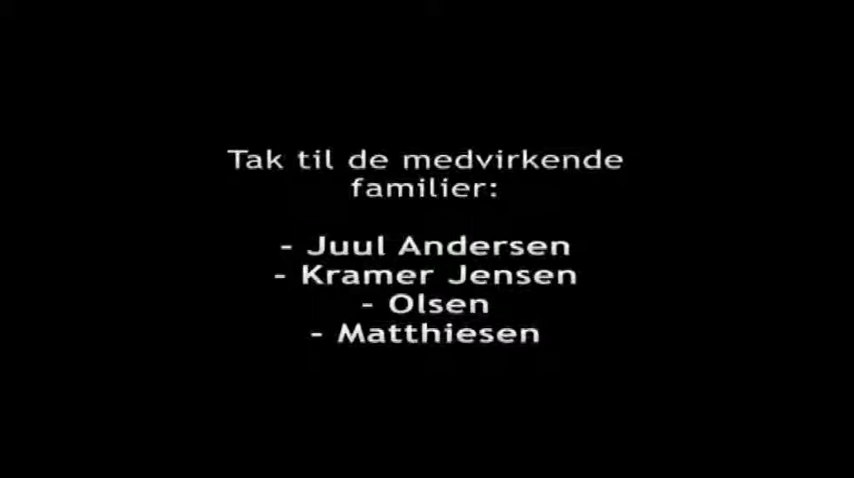 Tak til de medvirkende
familier:
- Juul Andersen
- Kramer Jensen
- Olsen
- Matthiesen